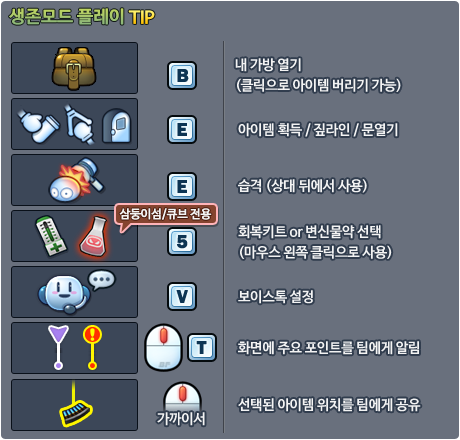 생존모드 플레이 TIP
B
내 가방 열기
(클릭으로 아이템 버리기 가능)
E
아이템 획득 / 짚라인 / 문열기
E
습격 (상대 뒤에서 사용)
삼둥이섬/큐브 전용
5
회복키트 or 변신물약 선택
(마우스 왼쪽 클릭으로 사용)
V
보이스톡 설정
T
화면에 주요 포인트를 팀에게 알림
가까이서
선택된 아이템 위치를 팀에게 공유